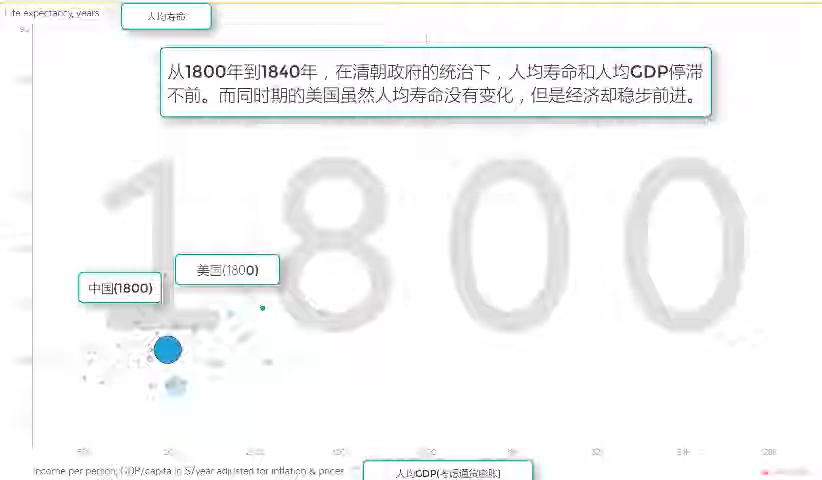 Life expectancy, years
人均寿命
从1800年到1840年，在清朝政府的统治下，人均寿命和人均GDP停滞
不前。而同时期的美国虽然人均寿命没有变化，但是经济却稳步前进。
1800
美国(1800)
中国(1800)
Income per person, GDP/capita in $/year adjusted for inflation & prices
人均GDP(考虑通货膨胀)